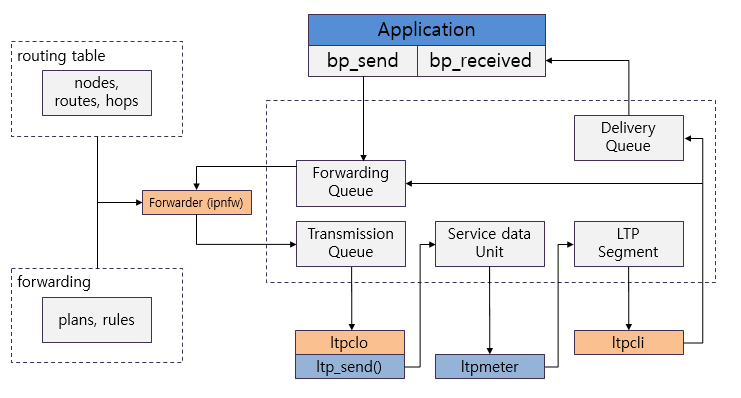 Application
bp_send
bp_received
routing table
nodes,
routes, hops
Delivery
Queue
Forwarding
Queue
Forwarder (ipnfw)
Transmission
Queue
Service data
Unit
LTP
Segment
forwarding
plans, rules
ltpclo
ltp_send()
ltpmeter
ltpcli